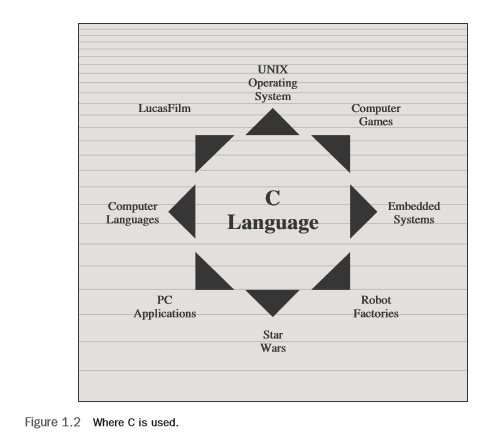 UNIX
Operating
System
LucasFilm
Computer
Games
Computer
Languages
C
Language
Embedded
Systems
PC
Applications
Robot
Factories
Star
Wars
Figure 1.2 Where C is used.